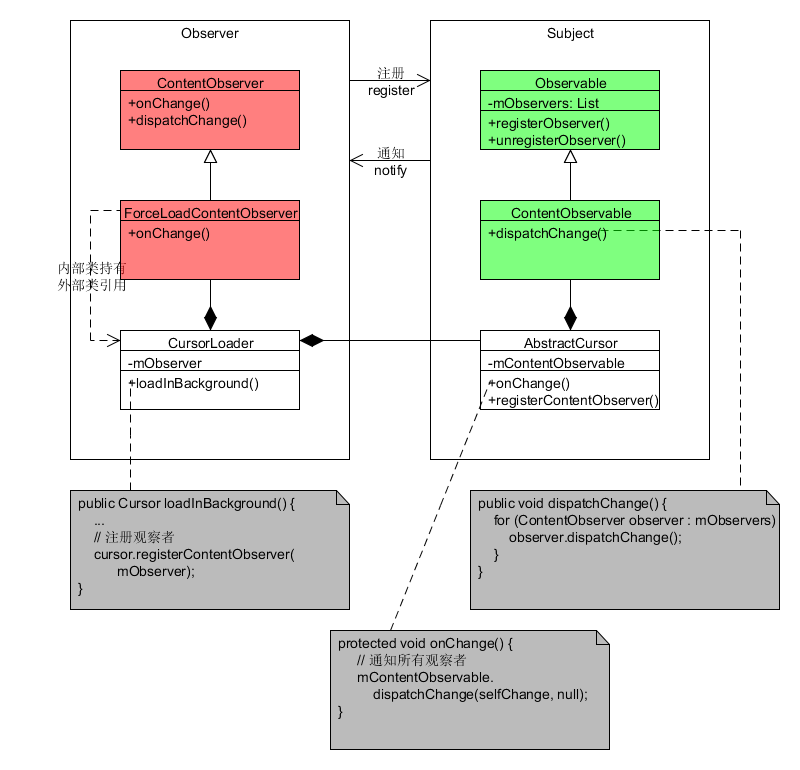 Observer
ContentObserver
+onChange()
+dispatchChange()
ForceLoadContentObserver
+onChange()
内部类持有
外部类引用
CursorLoader
-mObserver
+loadInBackground()
注册
register
通知
notify
Subject
Observable
-mObservers: List
+registerObserver()
+unregisterObserver()
ContentObservable
+dispatchChange()
AbstractCursor
-mContentObservable
+onChange()
+registerContentObserver()
public Cursor loadInBackground() {
...
// 注册观察者
cursor.registerContentObserver(
mObserver);
}
public void dispatchChange() {
for (ContentObserver observer : mObservers)
observer.dispatchChange();
}
}
protected void onChange() {
// 通知所有观察者
mContentObservable.
dispatchChange(selfChange, null);
}